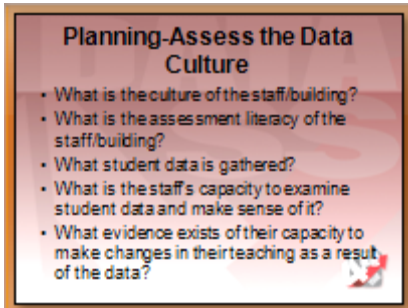 Planning-Assess the Data
Culture
• What is the culture of the staff/building?
• What is the assessment literacy of the
staff/building?
• What student data is gathered?
• What is the staff's capacity to examine
student data and make sense of it?
• What evidence exists of their capacity to
make changes in their teaching as a result
of the data?